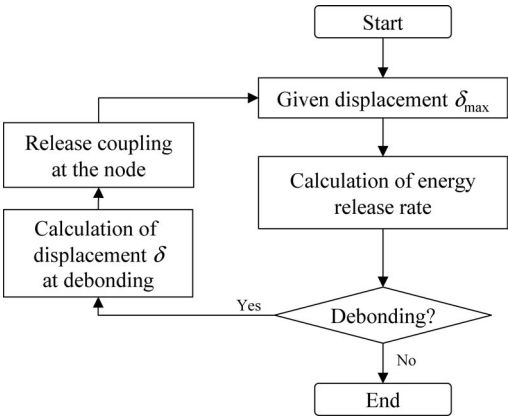 Start
Given displacement δmax
Release coupling
at the node
Calculation of energy
release rate
Calculation of
displacement δ
at debonding
Yes
Debonding?
No
End